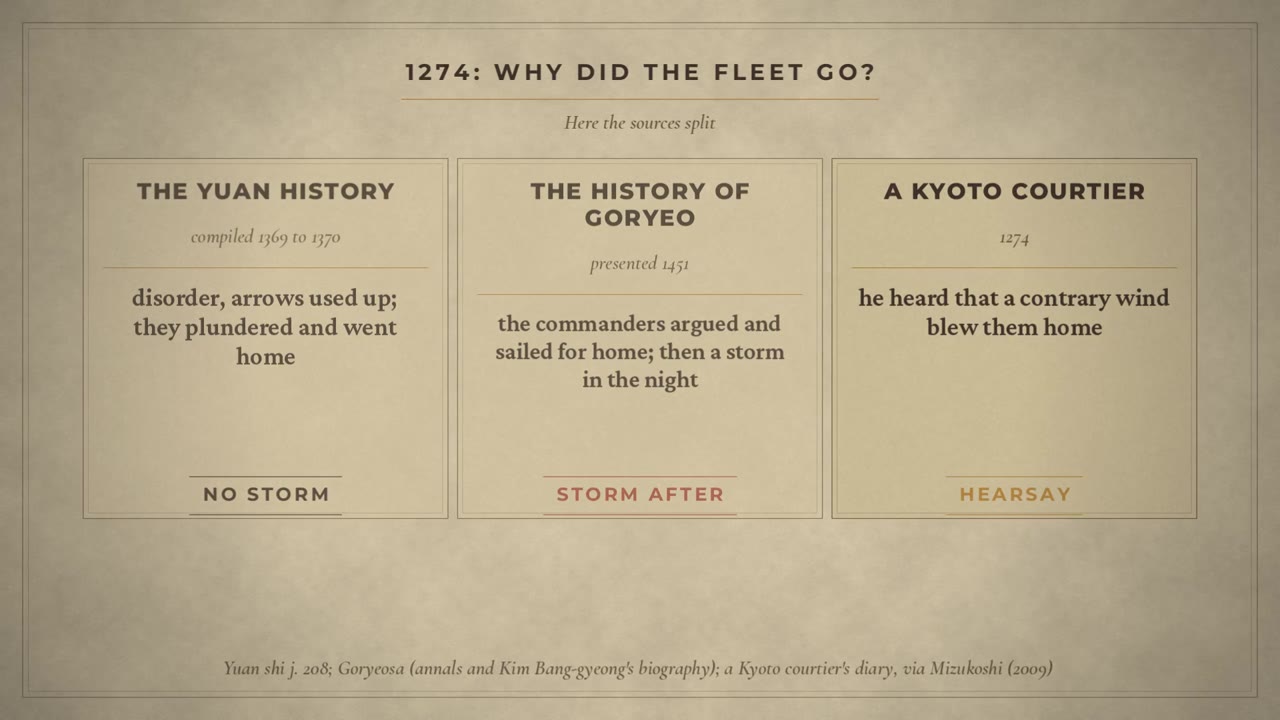 1274: WHY DID THE FLEET GO?
Here the sources split
THE YUAN HISTORY
compiled 1369 to 1370
disorder, arrows used up;
they plundered and went
home
NO STORM
THE HISTORY OF
GORYEO
presented 1451
the commanders argued and
sailed for home; then a storm
in the night
STORM AFTER
A KYOTO COURTIER
1274
he heard that a contrary wind
blew them home
HEARSAY
Yuan shi j. 208; Goryeosa (annals and Kim Bang-gyeong's biography); a Kyoto courtier's diary, via Mizukoshi (2009)